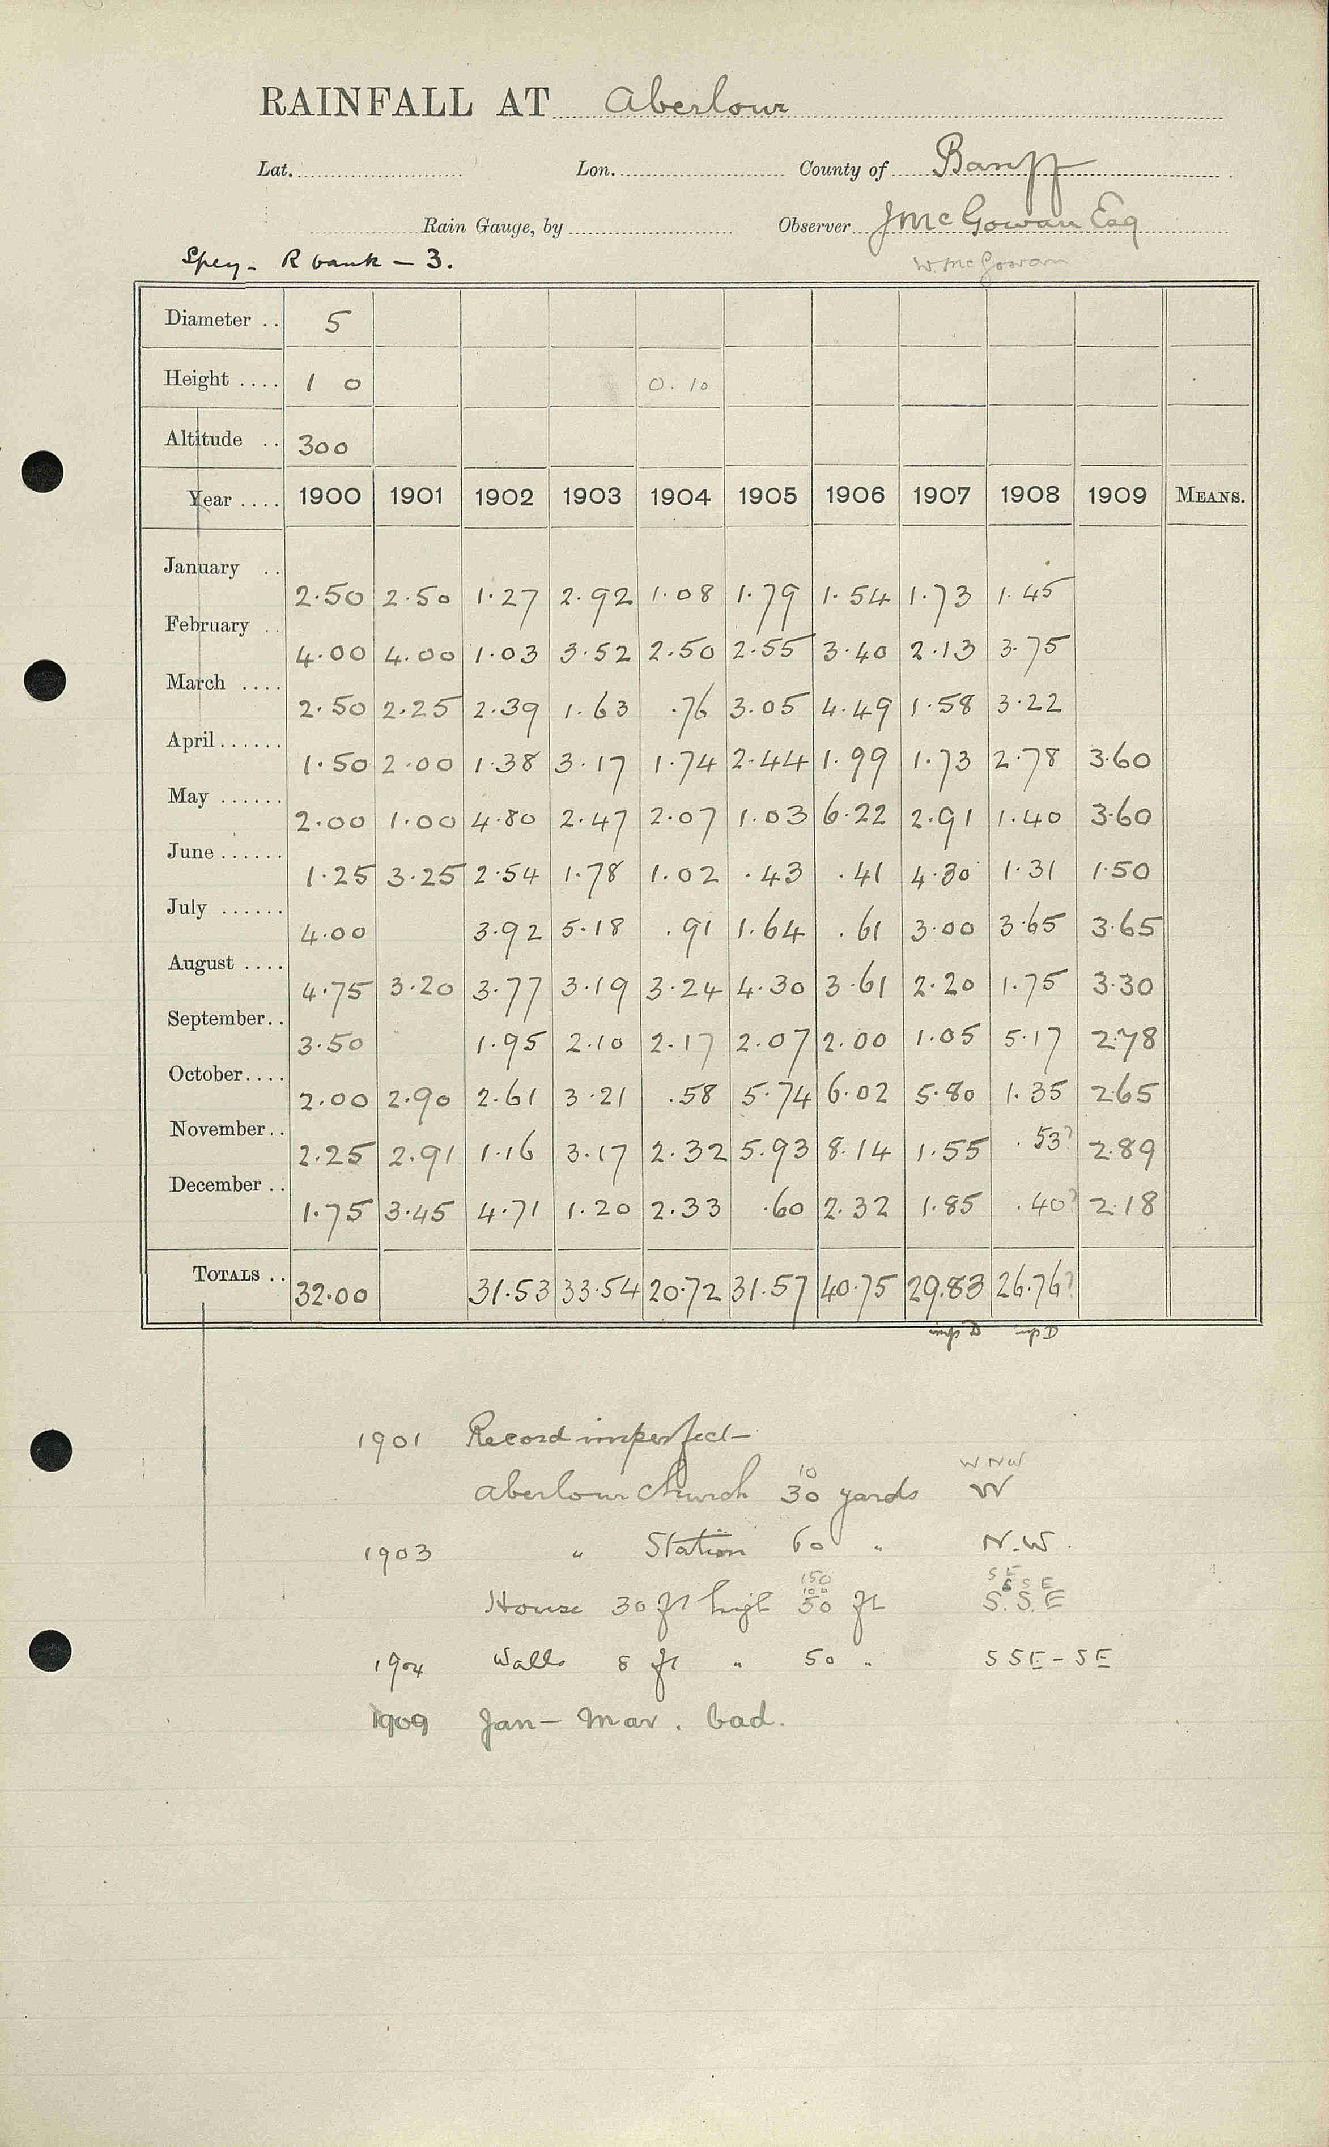 RAINFALL AT Aberlour
Lat. Lon. County of Banff
Rain Gauge, by Observer J McGowan Esq
Spey - R bank - 3. W. McGowan
Diameter .. 5
Height .... 1 0 0.10
Altitude .. 300
Year .... 1900 1901 1902 1903 1904 1905 1906 1907 1908 1909 MEANS.
January .. 2.50 2.50 1.27 2.92 1.08 1.79 1.54 1.73 1.45
February .. 4.00 4.00 1.03 3.52 2.50 2.55 3.40 2.13 3.75
March .... 2.50 2.25 2.39 1.63 .76 3.05 4.49 1.58 3.22
April ...... 1.50 2.00 1.38 3.17 1.74 2.44 1.99 1.73 2.78 3.60
May ...... 2.00 1.00 4.80 2.47 2.07 1.03 6.22 2.91 1.40 3.60
June ...... 1.25 3.25 2.54 1.78 1.02 .43 .41 4.30 1.31 1.50
July ...... 4.00 3.92 5.18 .91 1.64 .61 3.00 3.65 3.65
August .... 4.75 3.20 3.77 3.19 3.24 4.30 3.61 2.20 1.75 3.30
September.. 3.50 1.95 2.10 2.17 2.07 2.00 1.05 5.17 2.78
October.... 2.00 2.90 2.61 3.21 .58 5.74 6.02 5.80 1.35 2.65
November.. 2.25 2.91 1.16 3.17 2.32 5.93 8.14 1.55 .53? 2.89
December .. 1.75 3.45 4.71 1.20 2.33 .60 2.32 1.85 .40? 2.18
TOTALS .. 32.00 31.53 33.54 20.72 31.57 40.75 29.83 26.76?
imp D imp D
1901 Record imperfect -
10 WNW
Aberlour Church 30 yards W
1903 " Station 60 " N.W.
150 SE
100 S S E
House 30 ft high 50 ft S.S.E
1904 Walls 8 ft " 50 " SSE - SE
1909 Jan - Mar. bad.